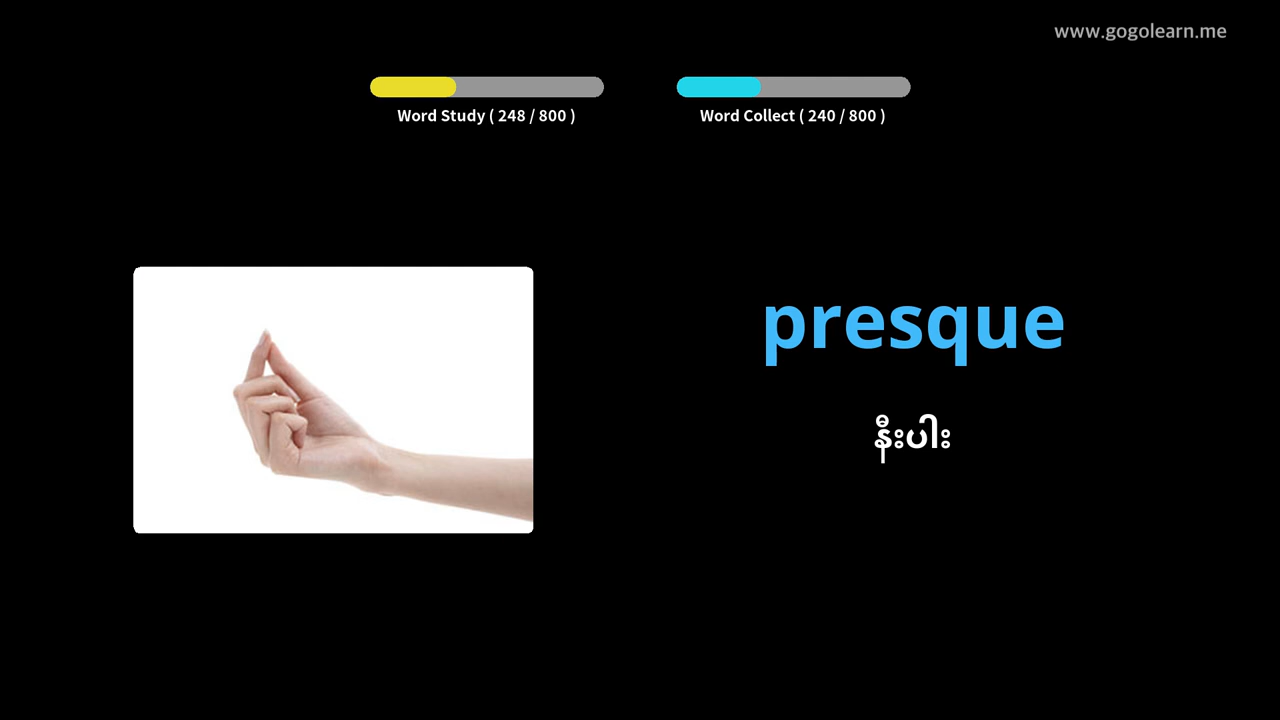 www.gogolearn.me
Word Study ( 248 / 800 )
Word Collect ( 240 / 800 )
presque
နီးပါး